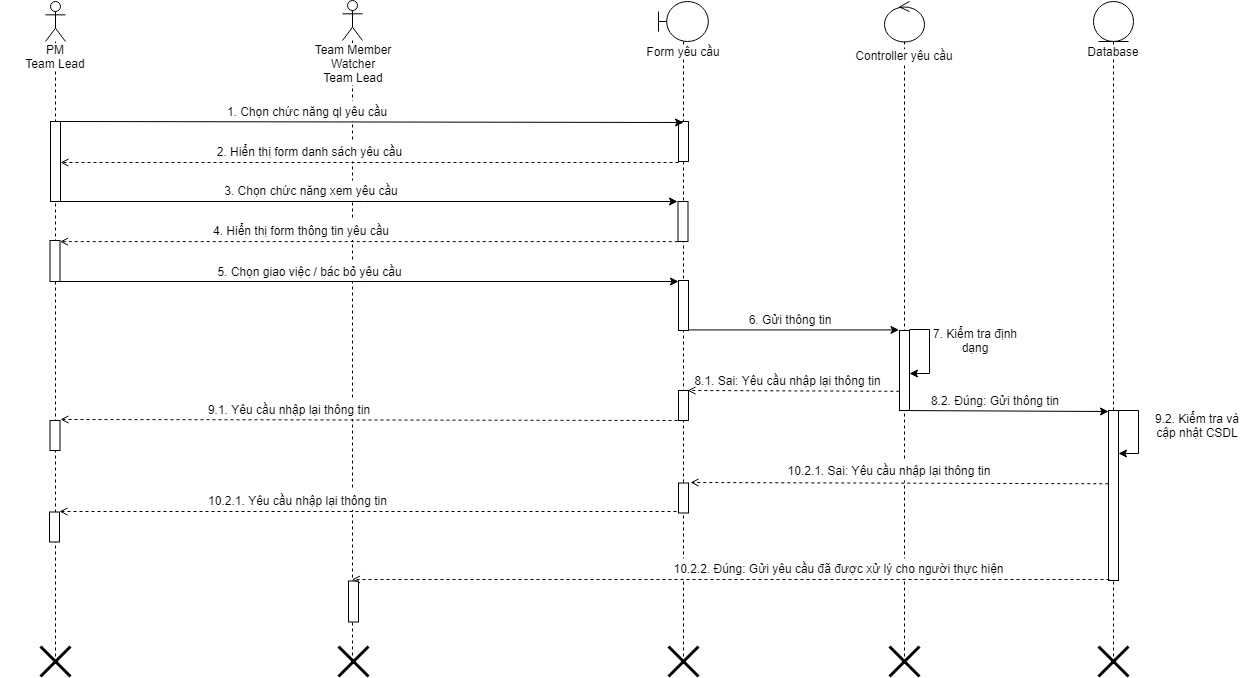 PM
Team Lead
Team Member
Watcher
Team Lead
Form yêu cầu
Controller yêu cầu
Database
1. Chọn chức năng ql yêu cầu
2. Hiển thị form danh sách yêu cầu
3. Chọn chức năng xem yêu cầu
4. Hiển thị form thông tin yêu cầu
5. Chọn giao việc / bác bỏ yêu cầu
6. Gửi thông tin
7. Kiểm tra định
dạng
8.1. Sai: Yêu cầu nhập lại thông tin
8.2. Đúng: Gửi thông tin
9.1. Yêu cầu nhập lại thông tin
9.2. Kiểm tra và
cập nhật CSDL
10.2.1. Sai: Yêu cầu nhập lại thông tin
10.2.1. Yêu cầu nhập lại thông tin
10.2.2. Đúng: Gửi yêu cầu đã được xử lý cho người thực hiện